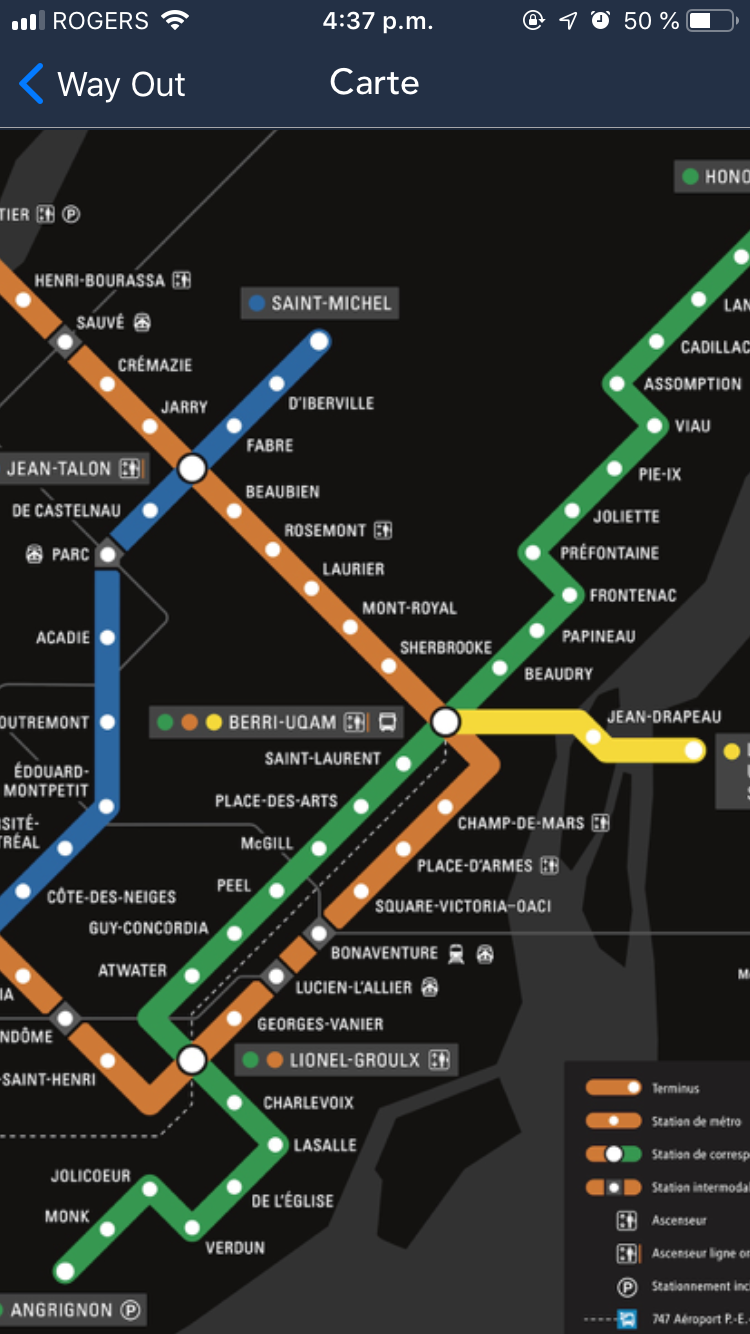 ROGERS 4:37 p.m. 50 %
Way Out Carte
HONO
TIER P
HENRI-BOURASSA
SAUVÉ
SAINT-MICHEL
LAN
CRÉMAZIE
CADILLAC
JARRY
D'IBERVILLE
ASSOMPTION
FABRE
VIAU
JEAN-TALON
PIE-IX
BEAUBIEN
DE CASTELNAU
JOLIETTE
ROSEMONT
PARC
PRÉFONTAINE
LAURIER
FRONTENAC
MONT-ROYAL
ACADIE
PAPINEAU
SHERBROOKE
BEAUDRY
OUTREMONT
BERRI-UQAM
JEAN-DRAPEAU
SAINT-LAURENT
ÉDOUARD-
MONTPETIT
PLACE-DES-ARTS
SITÉ-
RÉAL
CHAMP-DE-MARS
McGILL
PLACE-D'ARMES
PEEL
CÔTE-DES-NEIGES
SQUARE-VICTORIA–OACI
GUY-CONCORDIA
BONAVENTURE
ATWATER
LUCIEN-L'ALLIER
IA
GEORGES-VANIER
NDÔME
LIONEL-GROULX
-SAINT-HENRI
CHARLEVOIX
LASALLE
JOLICOEUR
DE L'ÉGLISE
MONK
VERDUN
ANGRIGNON P
Terminus
Station de métro
Station de corresp
Station intermodal
Ascenseur
Ascenseur ligne or
P Stationnement inc
747 Aéroport P.-E.